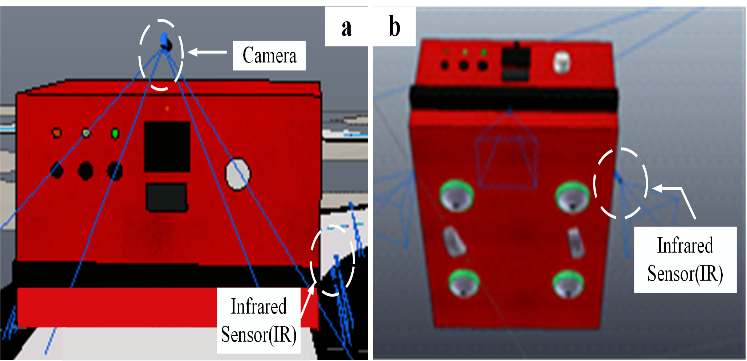 a
b
Camera
Infrared
Sensor(IR)
Infrared
Sensor(IR)